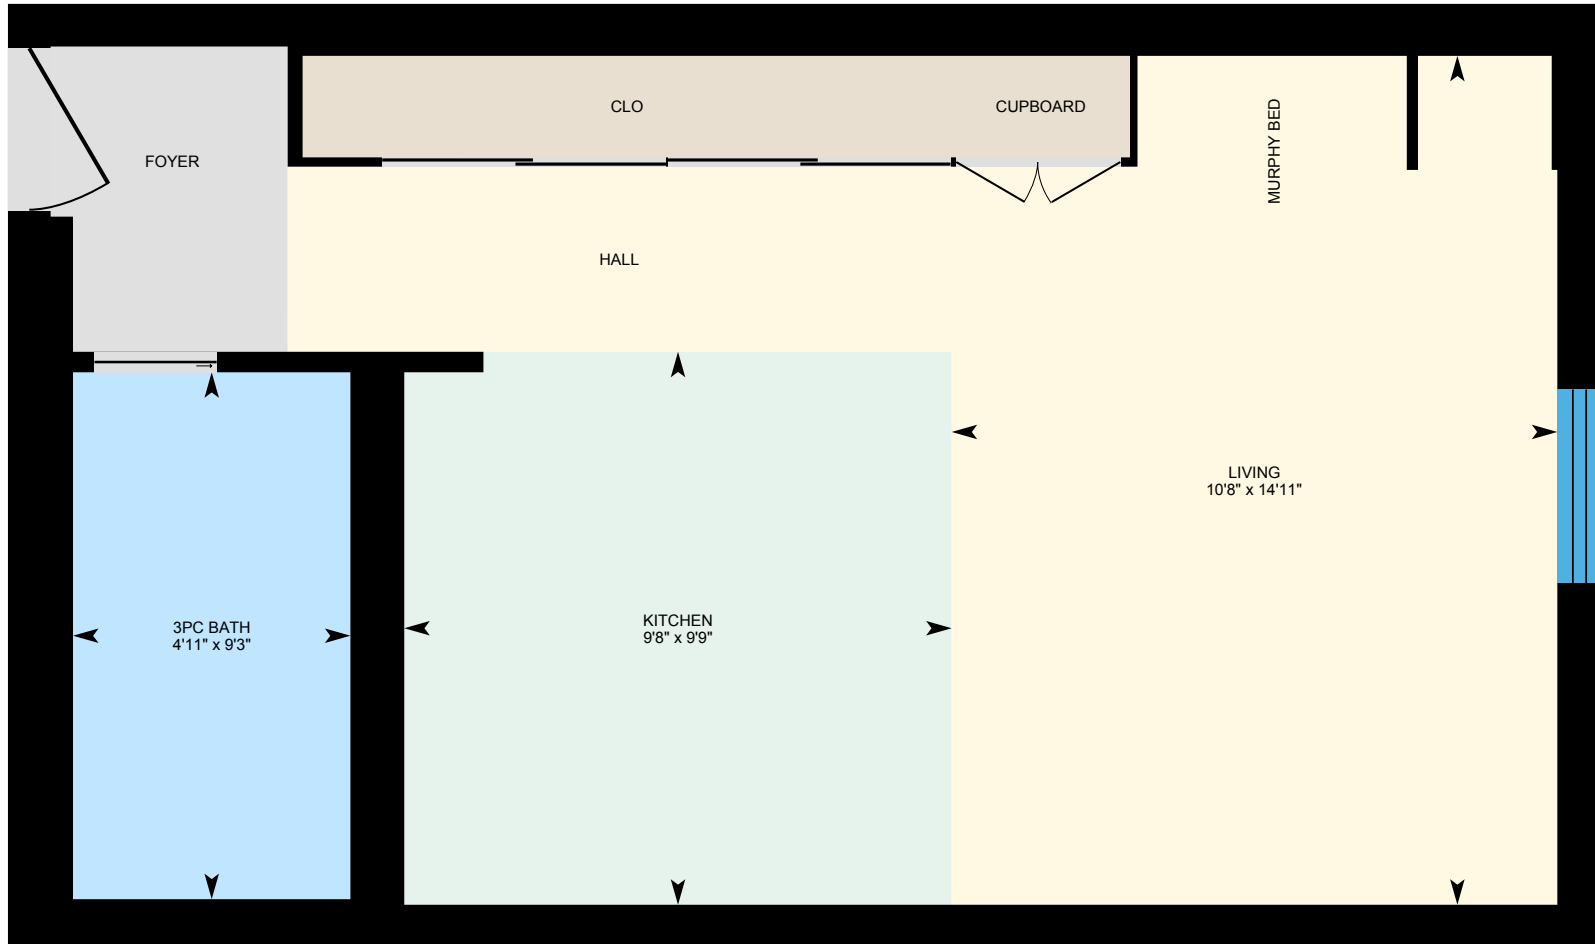 CLO
CUPBOARD
MURPHY BED
FOYER
HALL
LIVING
10'8" x 14'11"
KITCHEN
9'8" x 9'9"
3PC BATH
4'11" x 9'3"